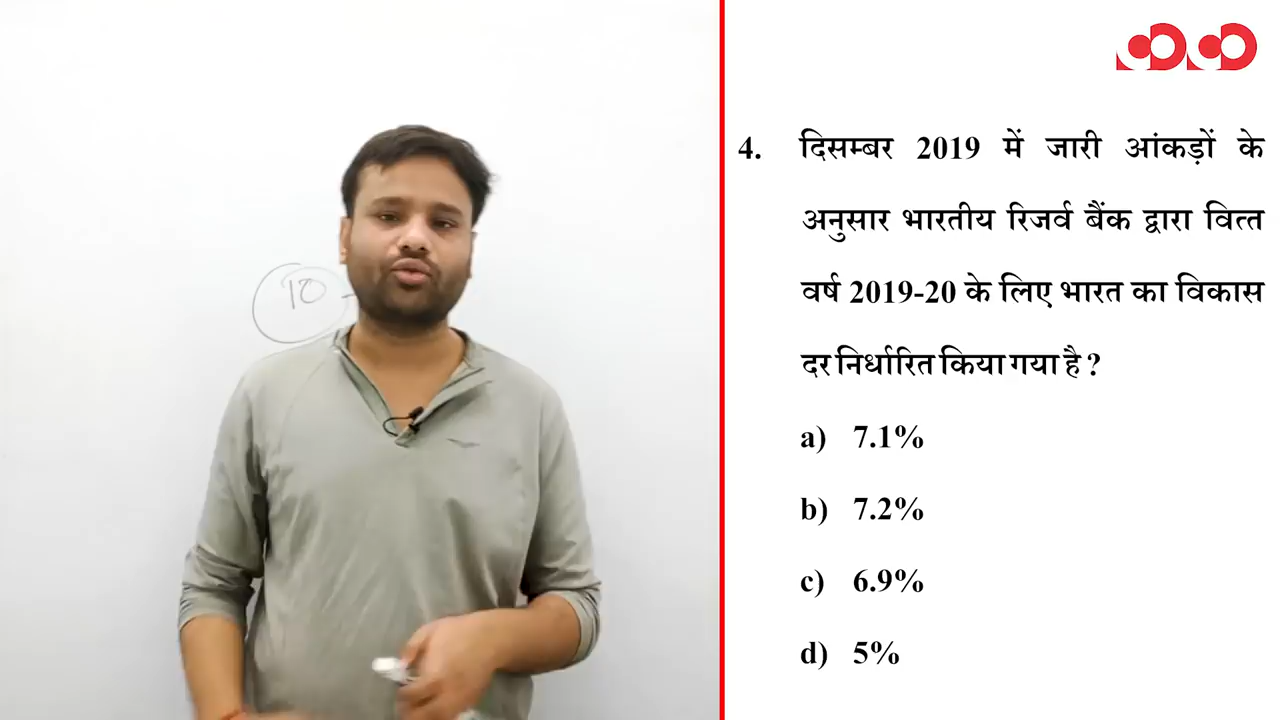 10
4. दिसम्बर 2019 में जारी आंकड़ों के
अनुसार भारतीय रिजर्व बैंक द्वारा वित्त
वर्ष 2019-20 के लिए भारत का विकास
दर निर्धारित किया गया है ?
a) 7.1%
b) 7.2%
c) 6.9%
d) 5%